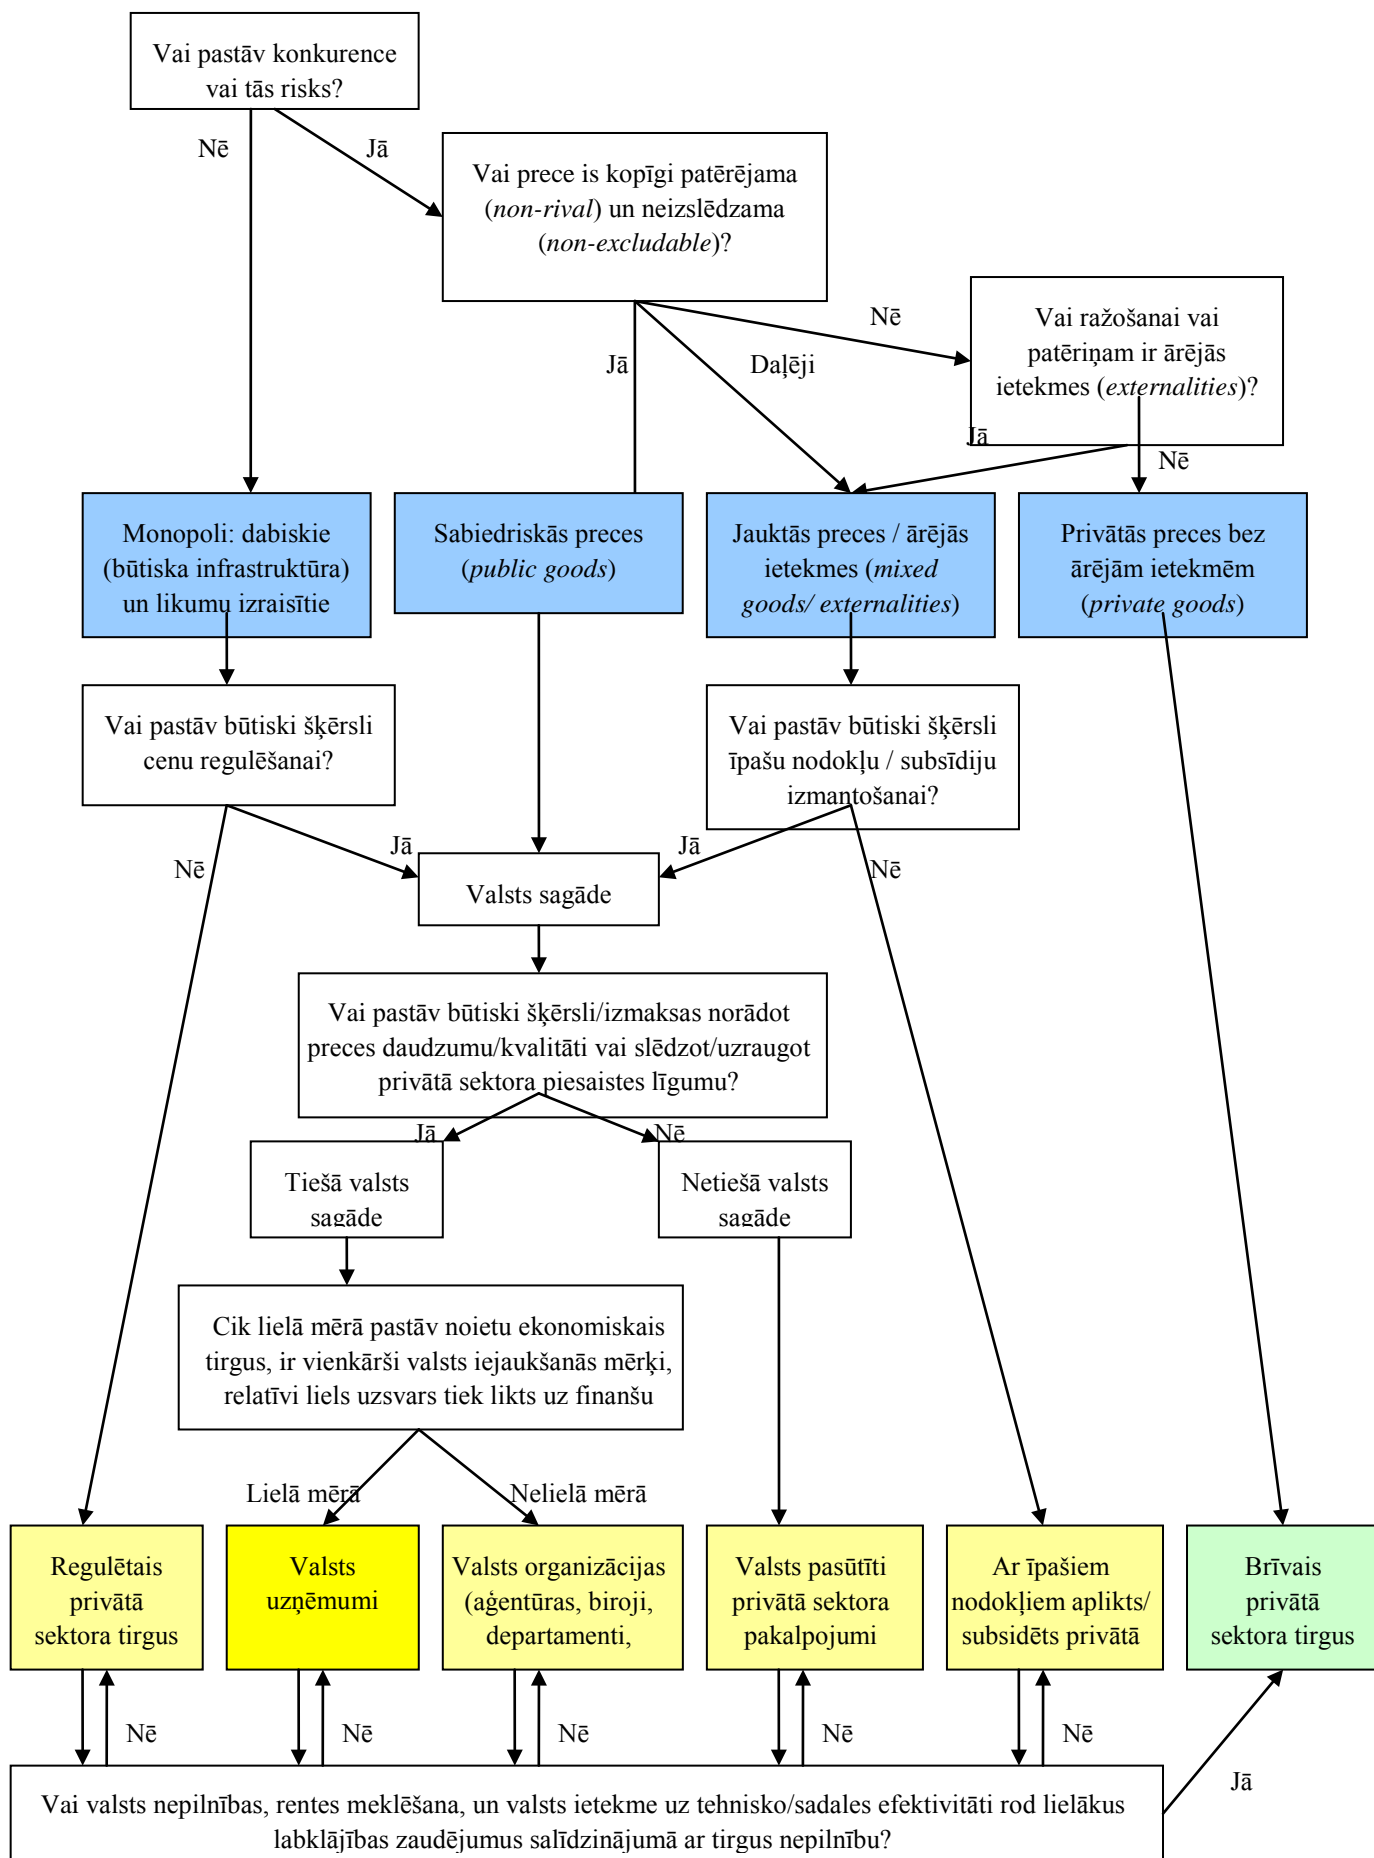 Vai pastāv konkurence
vai tās risks?
Nē
Jā
Vai prece is kopīgi patērējama
(non-rival) un neizslēdzama
(non-excludable)?
Nē
Jā
Daļēji
Vai ražošanai vai
patēriņam ir ārējās
ietekmes (externalities)?
Jā
Nē
Monopoli: dabiskie
(būtiska infrastruktūra)
un likumu izraisītie
Sabiedriskās preces
(public goods)
Jauktās preces / ārējās
ietekmes (mixed
goods/ externalities)
Privātās preces bez
ārējām ietekmēm
(private goods)
Vai pastāv būtiski šķērsli
cenu regulēšanai?
Vai pastāv būtiski šķērsli
īpašu nodokļu / subsīdiju
izmantošanai?
Nē
Jā
Jā
Nē
Valsts sagāde
Vai pastāv būtiski šķērsli/izmaksas norādot
preces daudzumu/kvalitāti vai slēdzot/uzraugot
privātā sektora piesaistes līgumu?
Jā
Nē
Tiešā valsts
sagāde
Netiešā valsts
sagāde
Cik lielā mērā pastāv noietu ekonomiskais
tirgus, ir vienkārši valsts iejaukšanās mērķi,
relatīvi liels uzsvars tiek likts uz finanšu
Lielā mērā
Nelielā mērā
Regulētais
privātā
sektora tirgus
Valsts
uzņēmumi
Valsts organizācijas
(aģentūras, biroji,
departamenti,
Valsts pasūtīti
privātā sektora
pakalpojumi
Ar īpašiem
nodokļiem aplikts/
subsidēts privātā
Brīvais
privātā
sektora tirgus
Nē
Nē
Nē
Nē
Nē
Jā
Vai valsts nepilnības, rentes meklēšana, un valsts ietekme uz tehnisko/sadales efektivitāti rod lielākus
labklājības zaudējumus salīdzinājumā ar tirgus nepilnību?